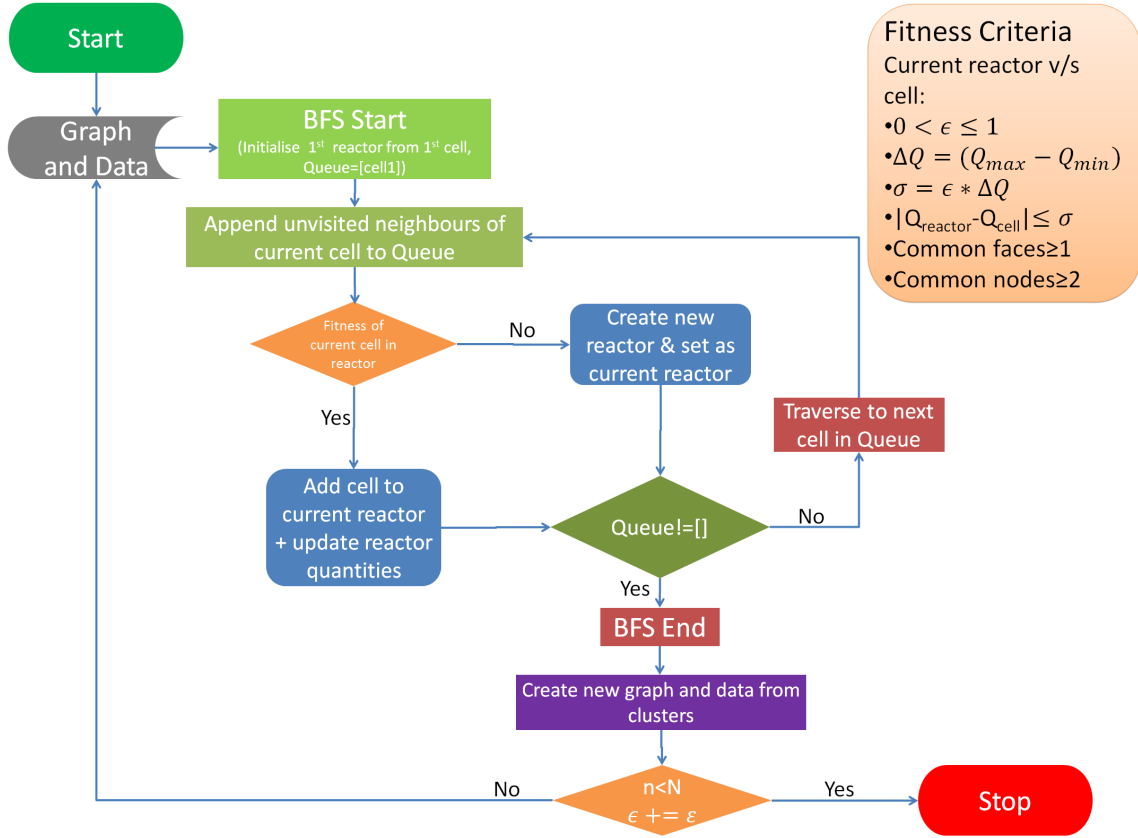 Start
Graph
and Data
BFS Start
(Initialise 1st reactor from 1st cell,
Queue=[cell1])
Append unvisited neighbours of
current cell to Queue
Fitness of
current cell in
reactor
No
Create new
reactor & set as
current reactor
Yes
Add cell to
current reactor
+ update reactor
quantities
Queue!=[]
No
Traverse to next
cell in Queue
Yes
BFS End
Create new graph and data from
clusters
n<N
ϵ += ε
No
Yes
Stop
Fitness Criteria
Current reactor v/s
cell:
•0 < ϵ ≤ 1
•ΔQ = (Qmax − Qmin)
•σ = ϵ ∗ ΔQ
•|Qreactor-Qcell|≤ σ
•Common faces≥1
•Common nodes≥2